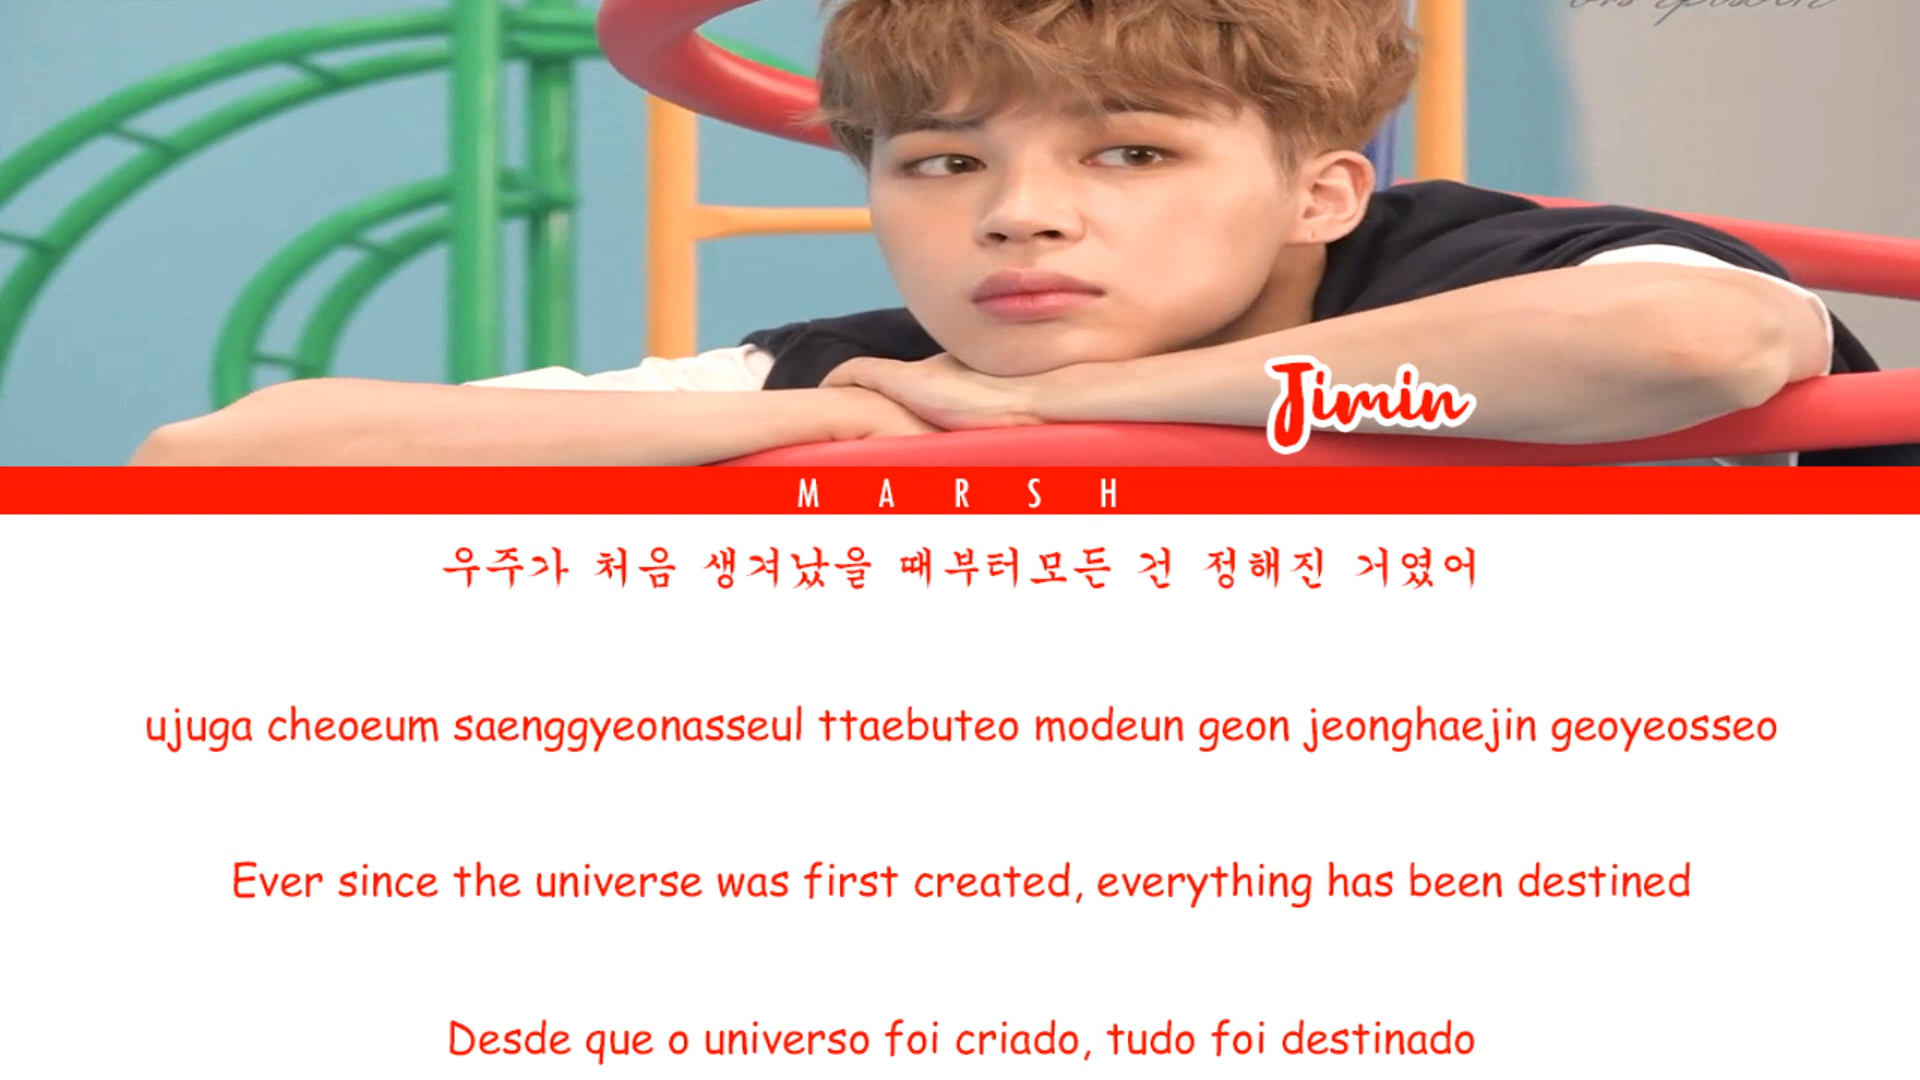 Jimin
MARSH
우주가 처음 생겨났을 때부터모든 건 정해진 거였어
ujuga cheoeum saenggyeonasseul ttaebuteo modeun geon jeonghaejin geoyeosseo
Ever since the universe was first created, everything has been destined
Desde que o universo foi criado, tudo foi destinado